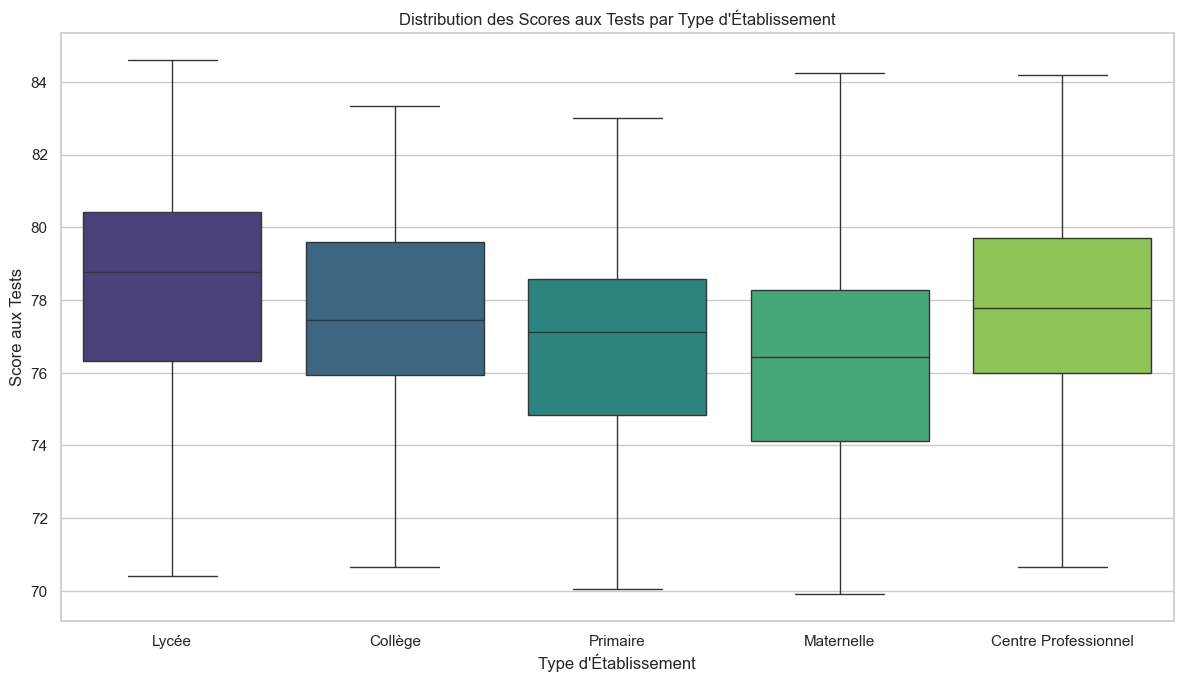 Distribution des Scores aux Tests par Type d'Établissement
Score aux Tests
84
82
80
78
76
74
72
70
Lycée
Collège
Primaire
Maternelle
Centre Professionnel
Type d'Établissement